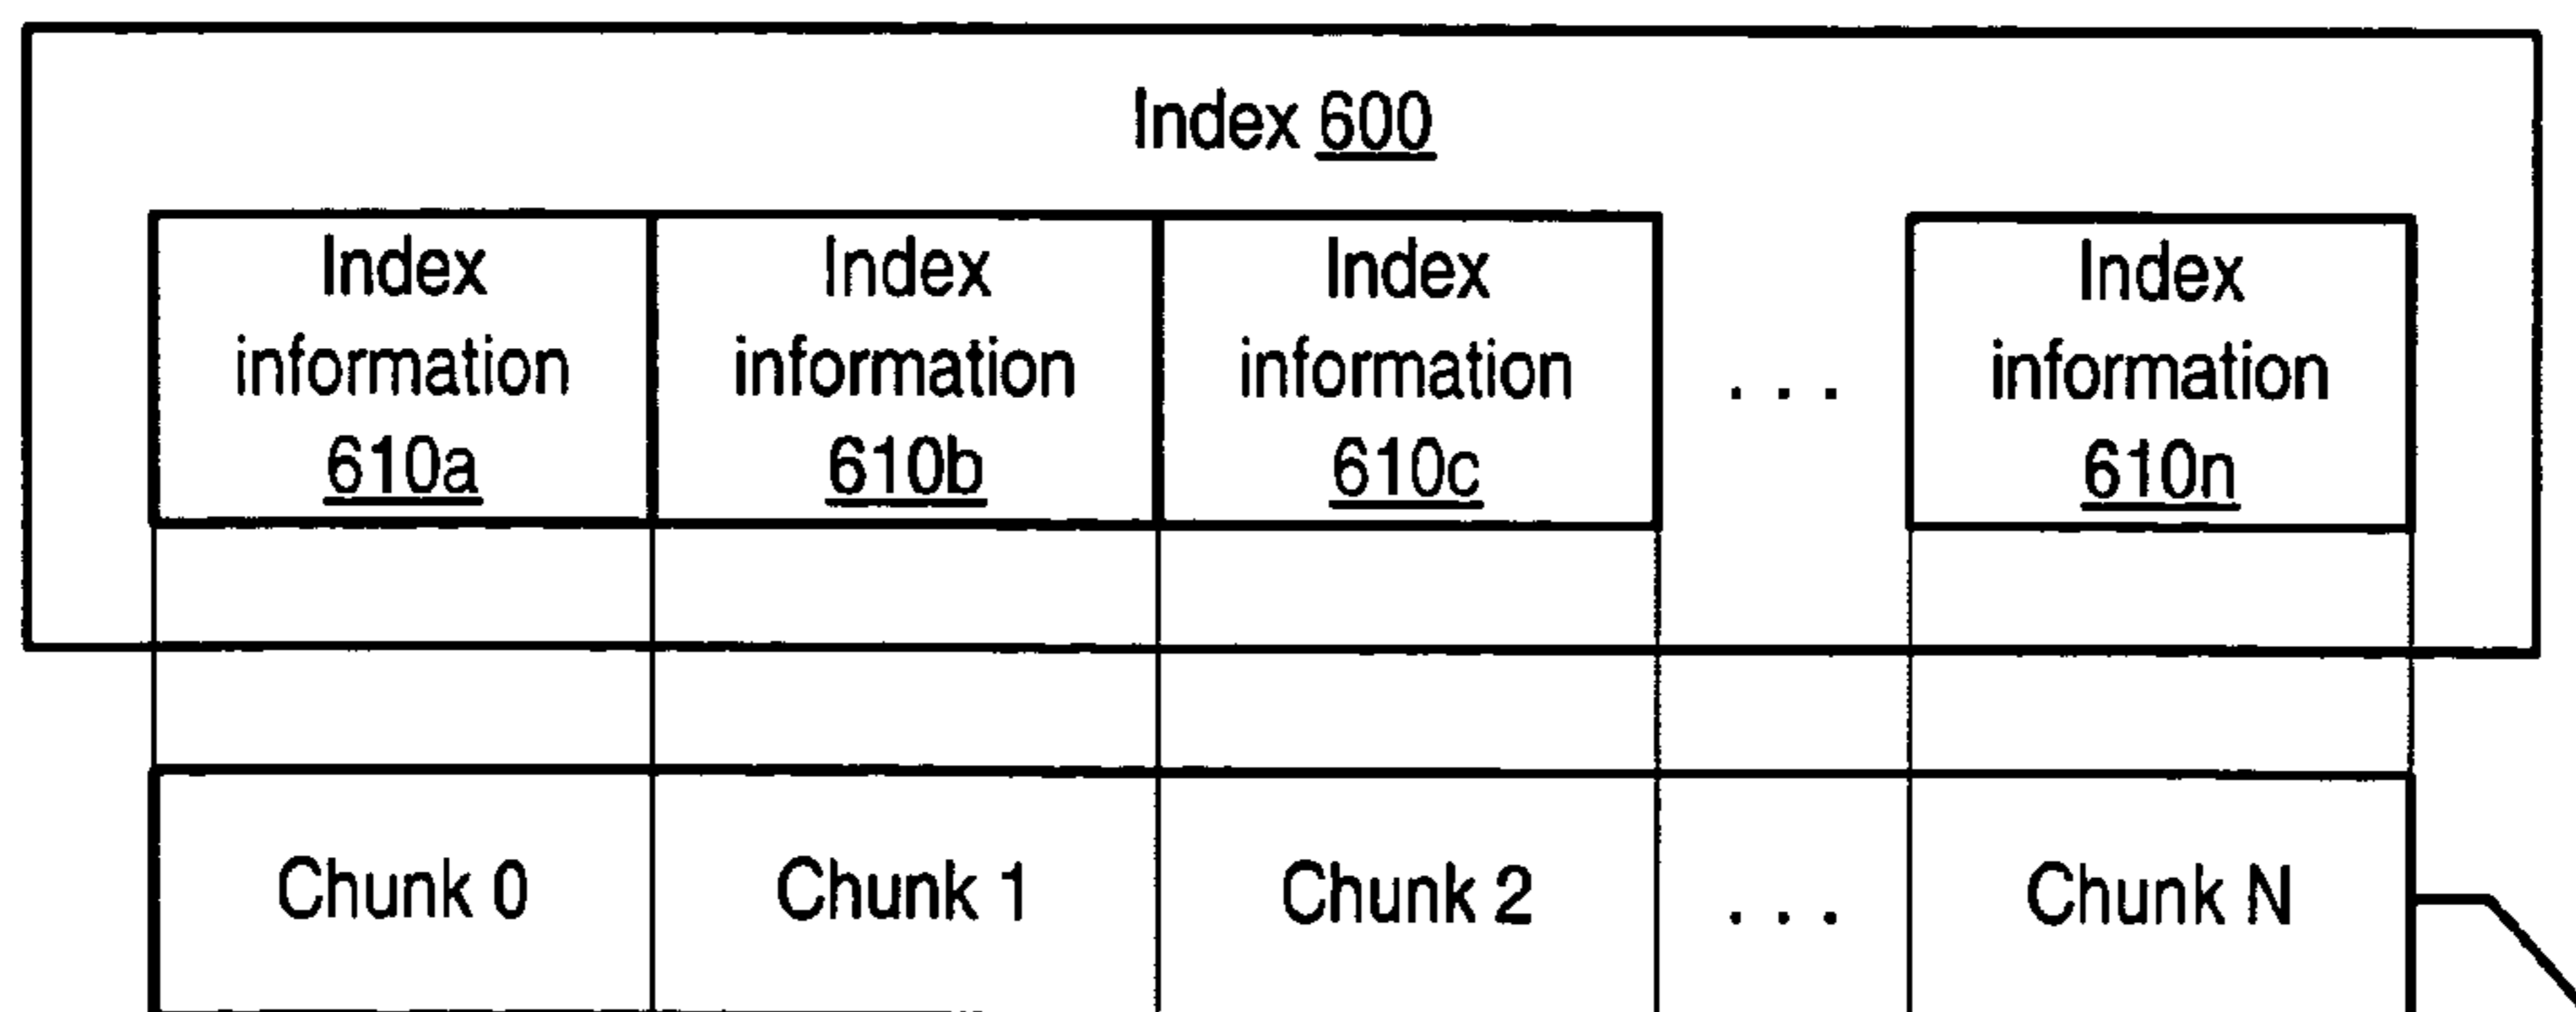 Index 600
Index information 610a
Index information 610b
Index information 610c
. . .
Index information 610n
Chunk 0
Chunk 1
Chunk 2
. . .
Chunk N